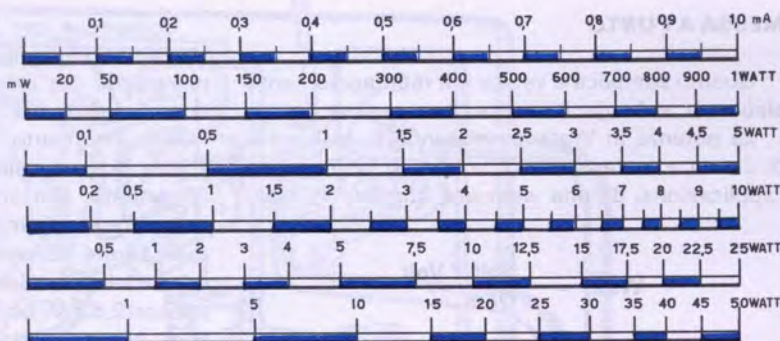 0,1 0,2 0,3 0,4 0,5 0,6 0,7 0,8 0,9 1,0 mA
mW 20 50 100 150 200 300 400 500 600 700 800 900 1WATT
0,1 0,5 1 1,5 2 2,5 3 3,5 4 4,5 5WATT
0,2 0,5 1,5 2 3 4 5 6 7 8 9 10WATT
0,5 1 2 3 4 5 7,5 10 12,5 15 17,5 20 22,5 25WATT
1 10 15 20 25 30 35 40 45 50WATT